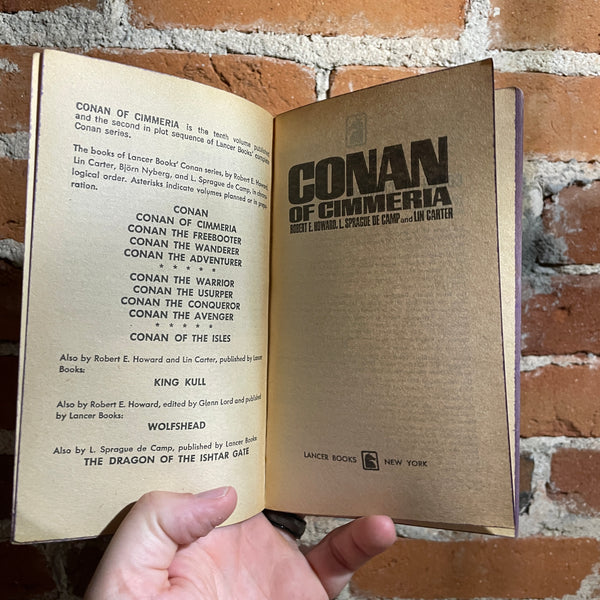 CONAN OF CIMMERIA is the tenth volume published
and the second in plot sequence of Lancer Books' complete
Conan series.
The books of Lancer Books' Conan series, by Robert E. Howard,
Lin Carter, Björn Nyberg, and L. Sprague de Camp, in chrono-
logical order. Asterisks indicate volumes planned or in prepa-
ration.
CONAN
CONAN OF CIMMERIA
CONAN THE FREEBOOTER
CONAN THE WANDERER
CONAN THE ADVENTURER
* * * * *
CONAN THE WARRIOR
CONAN THE USURPER
CONAN THE CONQUEROR
CONAN THE AVENGER
* * * * *
CONAN OF THE ISLES
Also by Robert E. Howard and Lin Carter, published by Lancer
Books:
KING KULL
Also by Robert E. Howard, edited by Glenn Lord and published
by Lancer Books:
WOLFSHEAD
Also by L. Sprague de Camp, published by Lancer Books:
THE DRAGON OF THE ISHTAR GATE
CONAN
OF CIMMERIA
ROBERT E. HOWARD, L. SPRAGUE DE CAMP and LIN CARTER
LANCER BOOKS NEW YORK